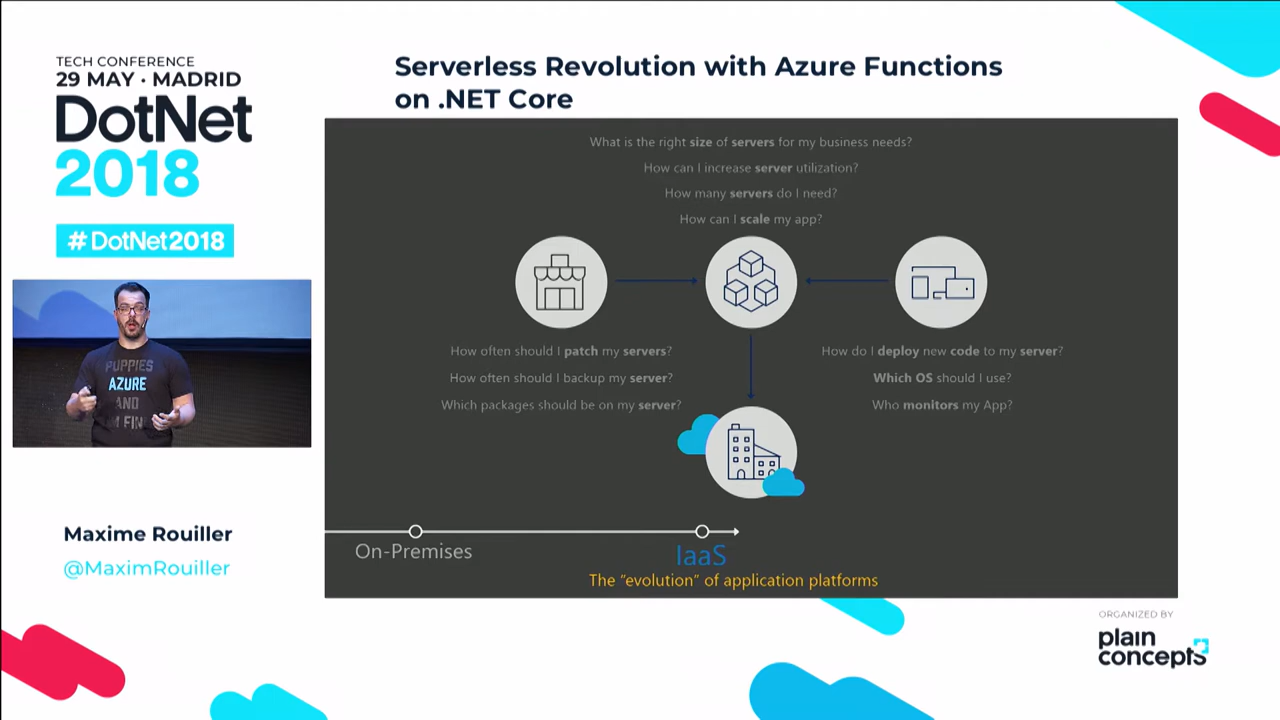 TECH CONFERENCE
29 MAY · MADRID
DotNet
2018
#DotNet2018
Serverless Revolution with Azure Functions
on .NET Core
What is the right size of servers for my business needs?
How can I increase server utilization?
How many servers do I need?
How can I scale my app?
How often should I patch my servers?
How often should I backup my server?
Which packages should be on my server?
How do I deploy new code to my server?
Which OS should I use?
Who monitors my App?
On-Premises
IaaS
The “evolution” of application platforms
PUPPIES
AZURE
AND
I'M FINE
Maxime Rouiller
@MaximRouiller
ORGANIZED BY
plain
concepts